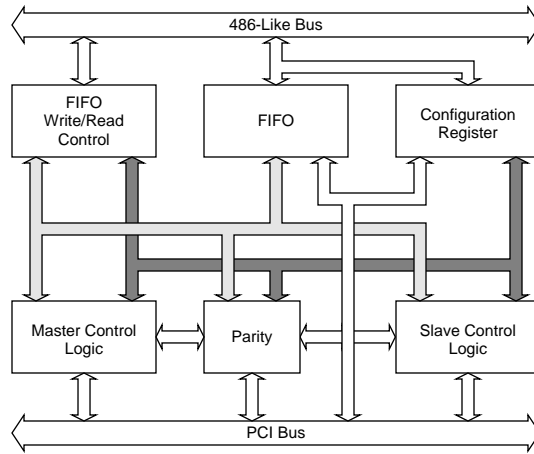 486-Like Bus
FIFO
Write/Read
Control
FIFO
Configuration
Register
Master Control
Logic
Parity
Slave Control
Logic
PCI Bus